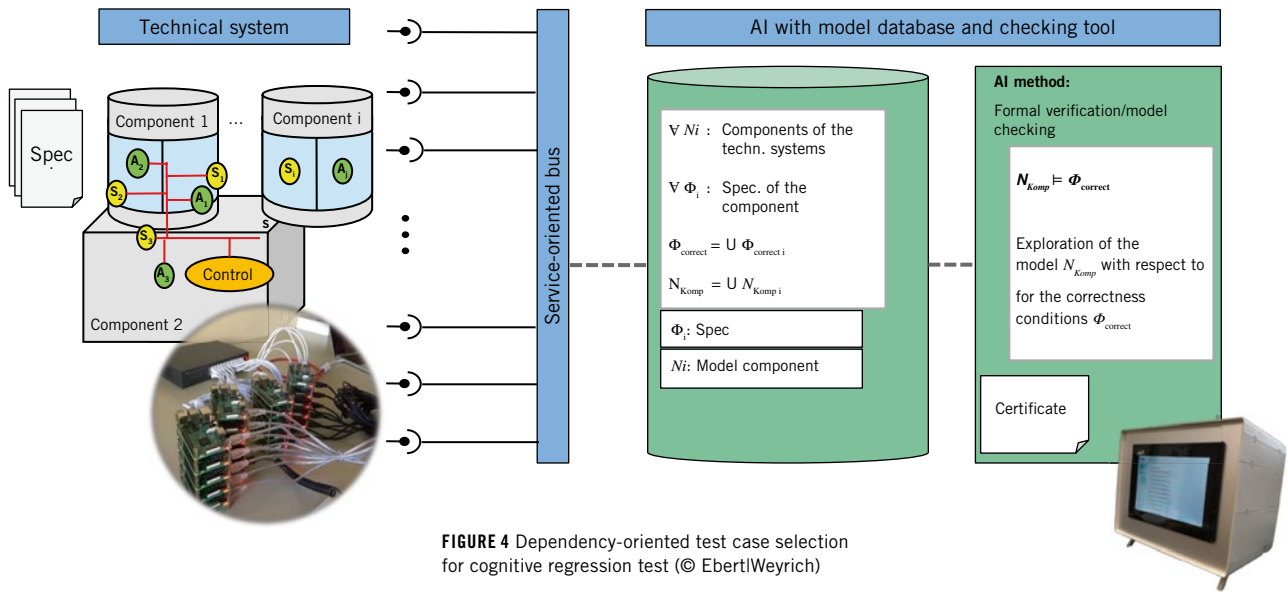 Technical system
AI with model database and checking tool
Spec
.
Component 1
...
Component i
A₂
S₁
S₂
A₁
Sᵢ
Aⱼ
S₃
s
A₃
Control
Component 2
Service-oriented bus
∀ Ni : Components of the
techn. systems
∀ Φᵢ : Spec. of the
component
Φcorrect = U Φcorrect i
NKomp = U NKomp i
Φᵢ: Spec
Ni: Model component
AI method:
Formal verification/model
checking
NKomp ⊨ Φcorrect
Exploration of the
model NKomp with respect to
for the correctness
conditions Φcorrect
Certificate
FIGURE 4 Dependency-oriented test case selection
for cognitive regression test (© Ebert|Weyrich)